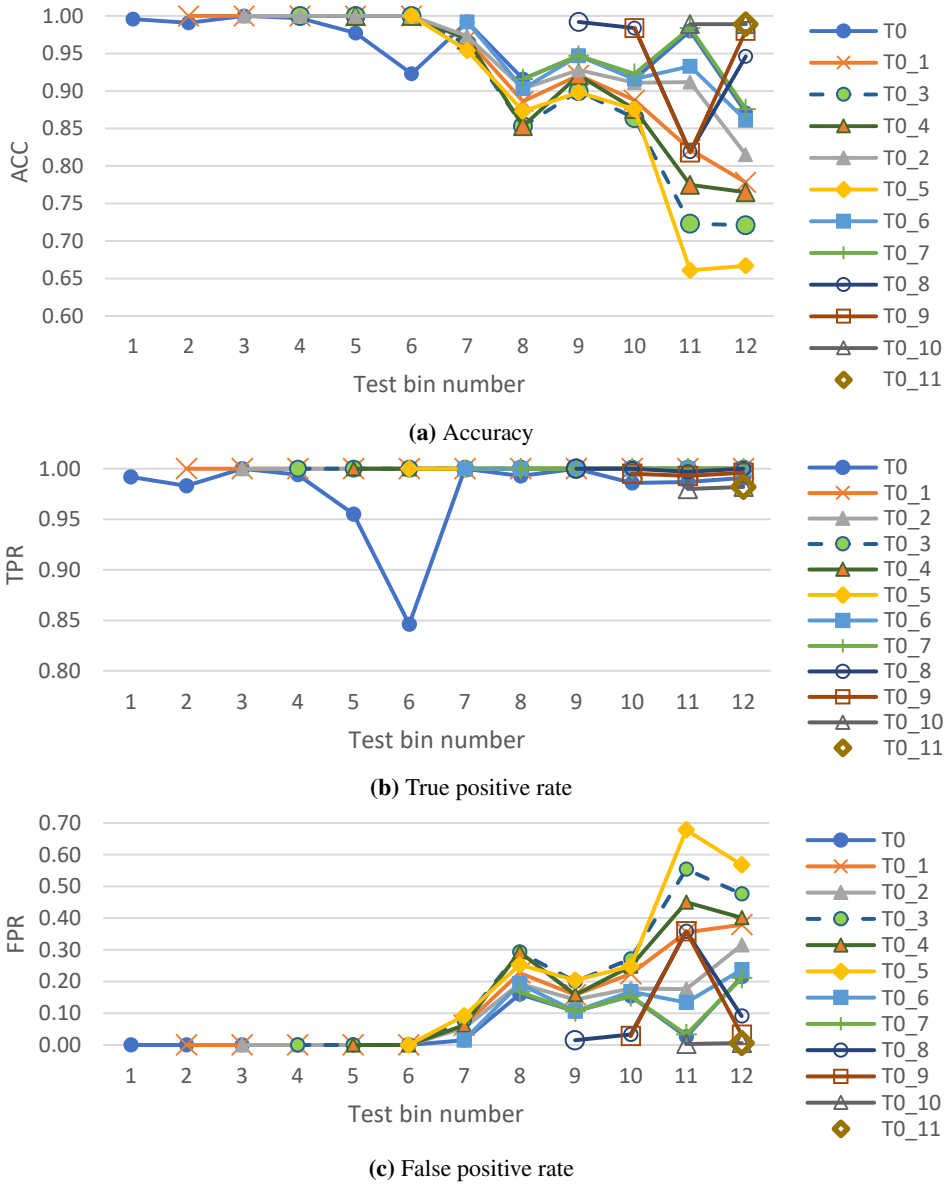 1.00
0.95
0.90
0.85
0.80
0.75
0.70
0.65
0.60
ACC
1 2 3 4 5 6 7 8 9 10 11 12
Test bin number
T0
T0_1
T0_3
T0_4
T0_2
T0_5
T0_6
T0_7
T0_8
T0_9
T0_10
T0_11
(a) Accuracy
1.00
0.95
0.90
0.85
0.80
TPR
1 2 3 4 5 6 7 8 9 10 11 12
Test bin number
T0
T0_1
T0_2
T0_3
T0_4
T0_5
T0_6
T0_7
T0_8
T0_9
T0_10
T0_11
(b) True positive rate
0.70
0.60
0.50
0.40
0.30
0.20
0.10
0.00
FPR
1 2 3 4 5 6 7 8 9 10 11 12
Test bin number
T0
T0_1
T0_2
T0_3
T0_4
T0_5
T0_6
T0_7
T0_8
T0_9
T0_10
T0_11
(c) False positive rate